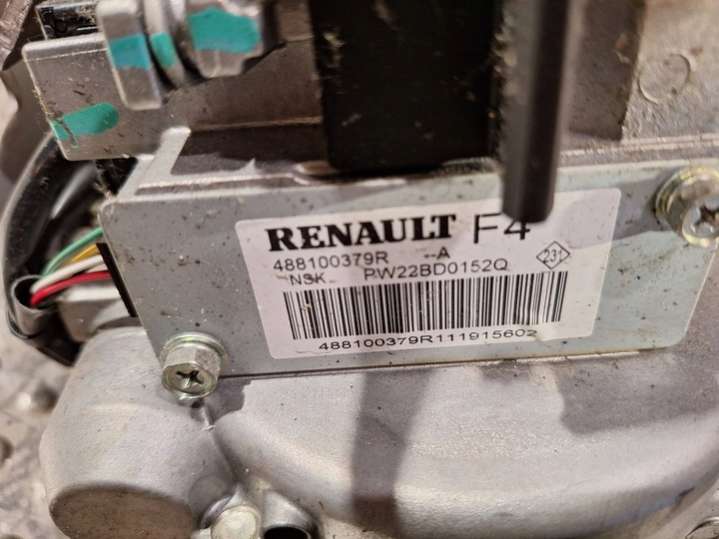 RENAULT F4
488100379R --A 231
NSK PW22BD0152Q
488100379R111915602